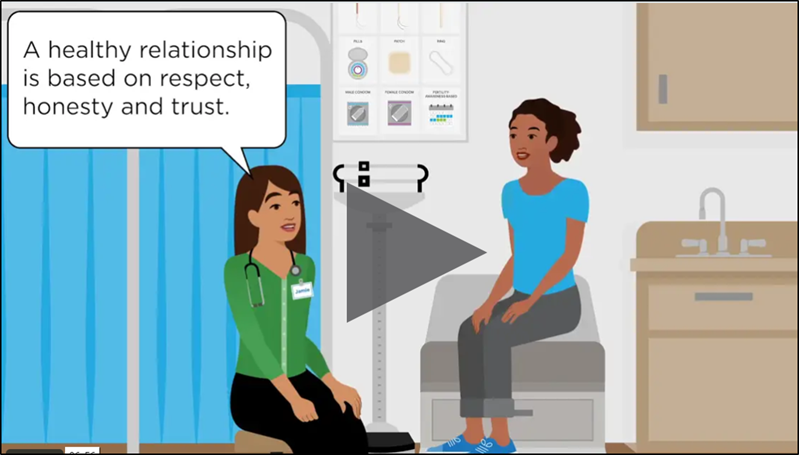 A healthy relationship
is based on respect,
honesty and trust.
PILLS PATCH RING
MALE CONDOM FEMALE CONDOM FERTILITY
AWARENESS-BASED
Jamie